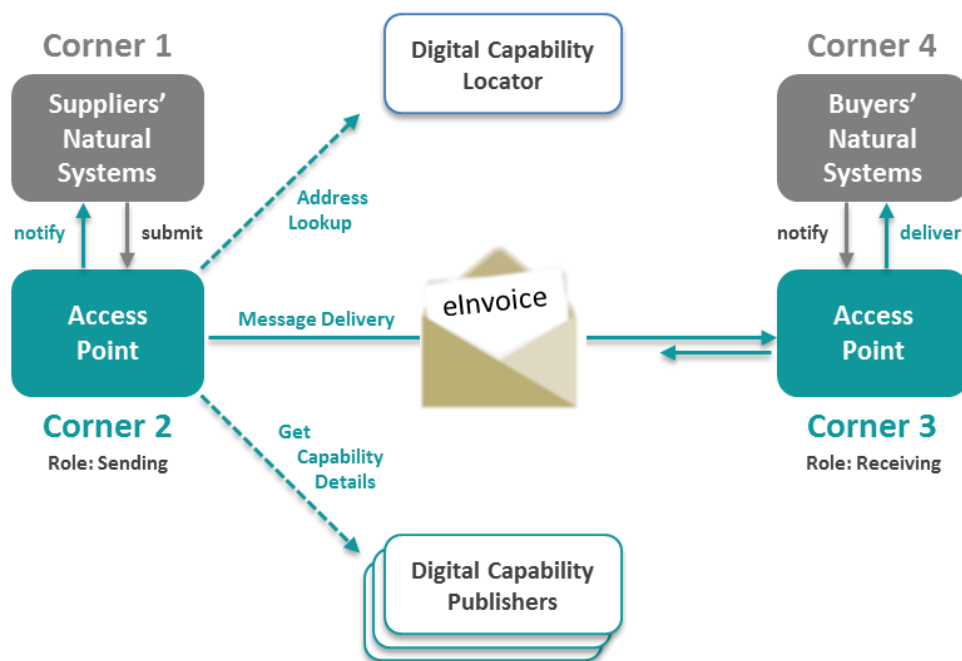 Corner 1
Suppliers’
Natural
Systems
notify
submit
Access
Point
Corner 2
Role: Sending
Digital Capability
Locator
Address
Lookup
Message Delivery
eInvoice
Get
Capability
Details
Digital Capability
Publishers
Corner 4
Buyers’
Natural
Systems
notify
deliver
Access
Point
Corner 3
Role: Receiving